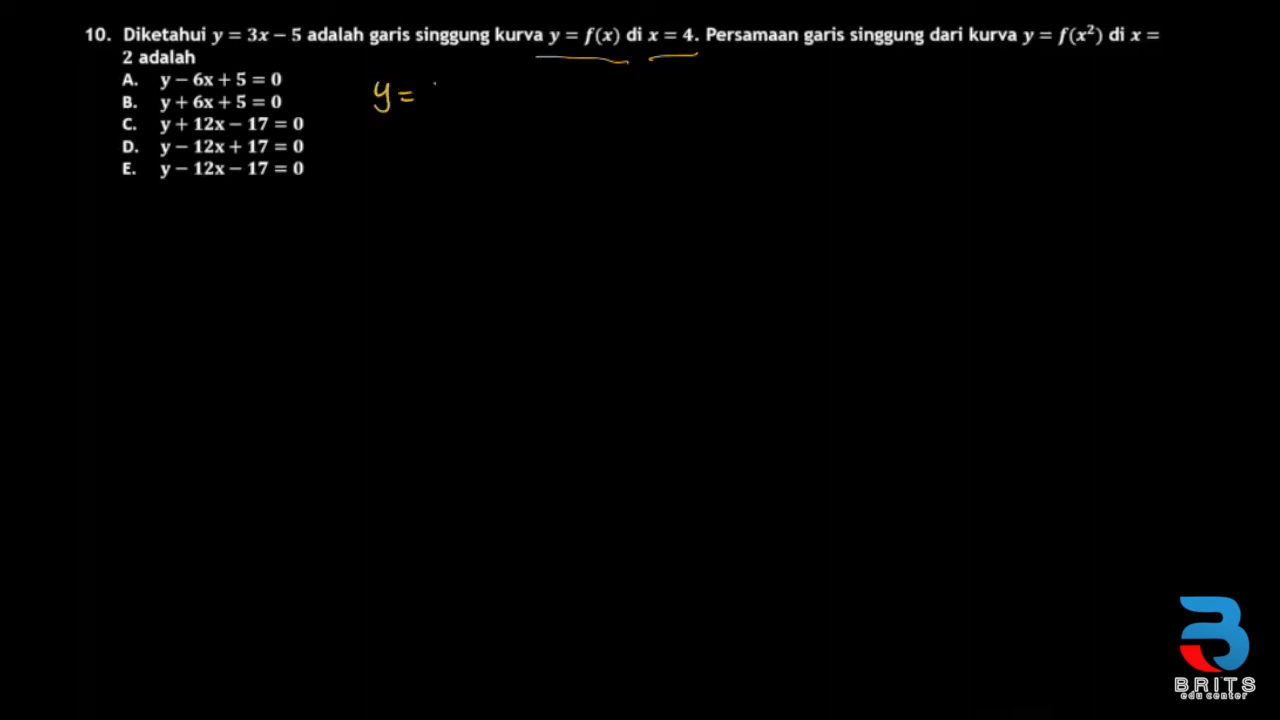 10. Diketahui y = 3x − 5 adalah garis singgung kurva y = f(x) di x = 4. Persamaan garis singgung dari kurva y = f(x²) di x =
2 adalah
A. y − 6x + 5 = 0
y =
B. y + 6x + 5 = 0
C. y + 12x − 17 = 0
D. y − 12x + 17 = 0
E. y − 12x − 17 = 0
BRITS
edu center